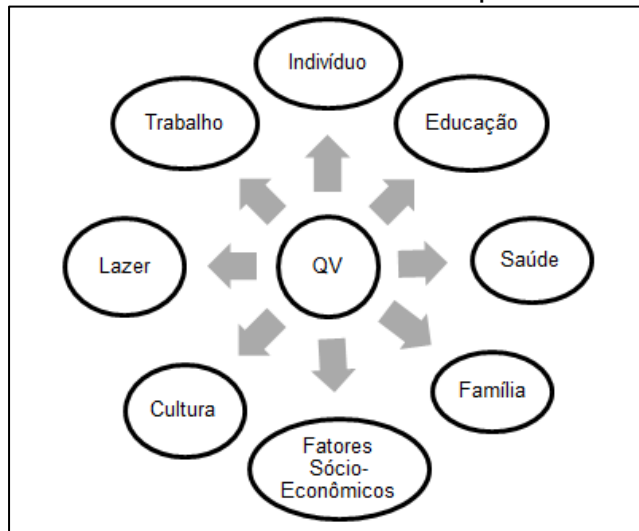 Indivíduo
Trabalho
Educação
Lazer
QV
Saúde
Cultura
Família
Fatores
Sócio-
Econômicos